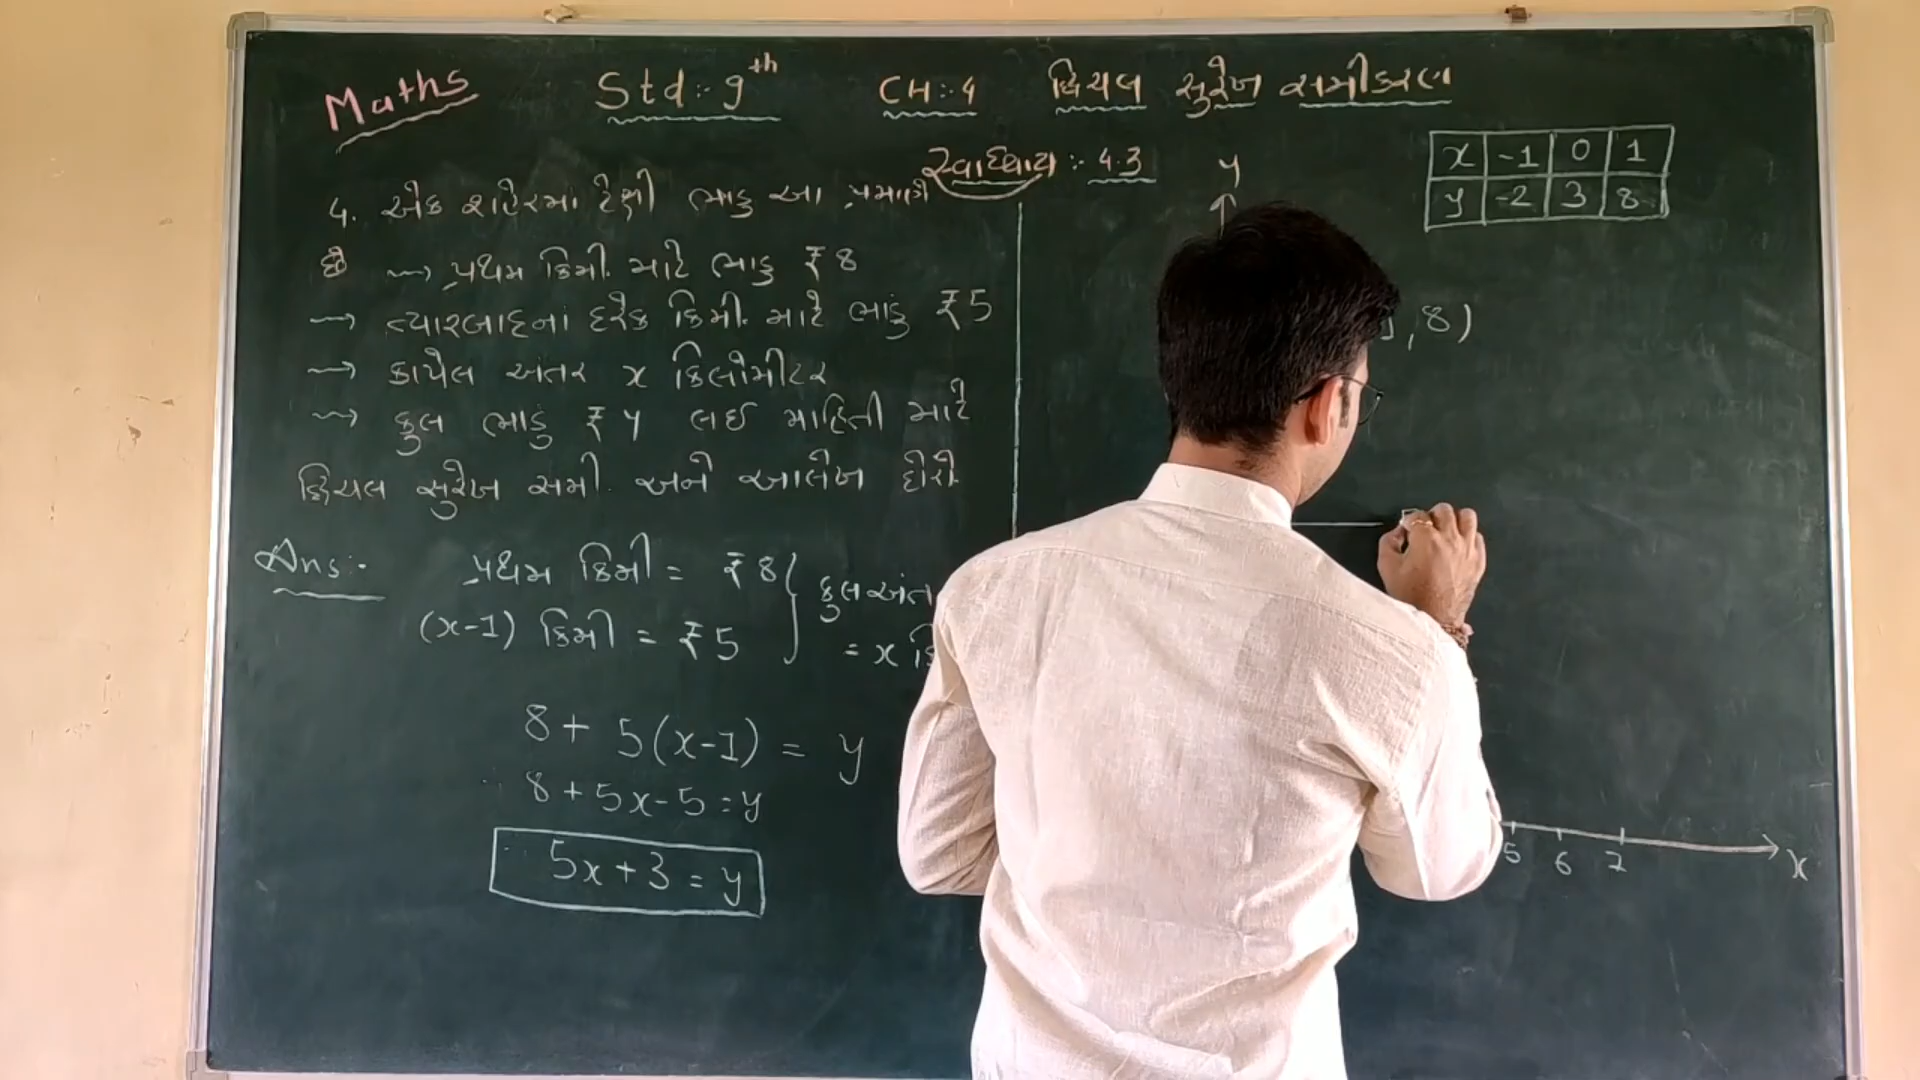 Maths Std:- 9th CH:-4 દ્વિચલ સુરેખ સમીકરણ
સ્વાધ્યાય :- 4.3
4. એક શહેરમાં ટેક્ષી ભાડુ આ પ્રમાણે
છે → પ્રથમ કિમી. માટે ભાડુ ₹8
→ ત્યારબાદનાં દરેક કિમી. માટે ભાડું ₹5
→ કાપેલ અંતર x કિલોમીટર
→ કુલ ભાડું ₹y લઈ માહિતી માટે
દ્વિચલ સુરેખ સમી. અને આલેખ દોરો.
Ans:- પ્રથમ કિમી = ₹8 } કુલ અંત
(x-1) કિમી = ₹5 = x કિ
8 + 5(x-1) = y
8 + 5x - 5 = y
5x + 3 = y
x -1 0 1
y -2 3 8
y
,8)
5 6 7 x